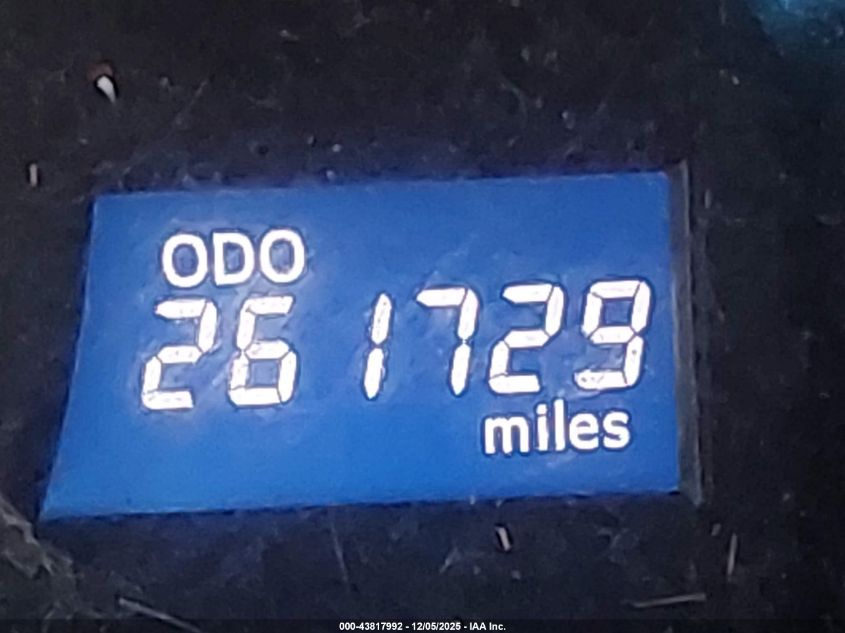 ODO
261729
miles
000-43817992 - 12/05/2025 - IAA Inc.